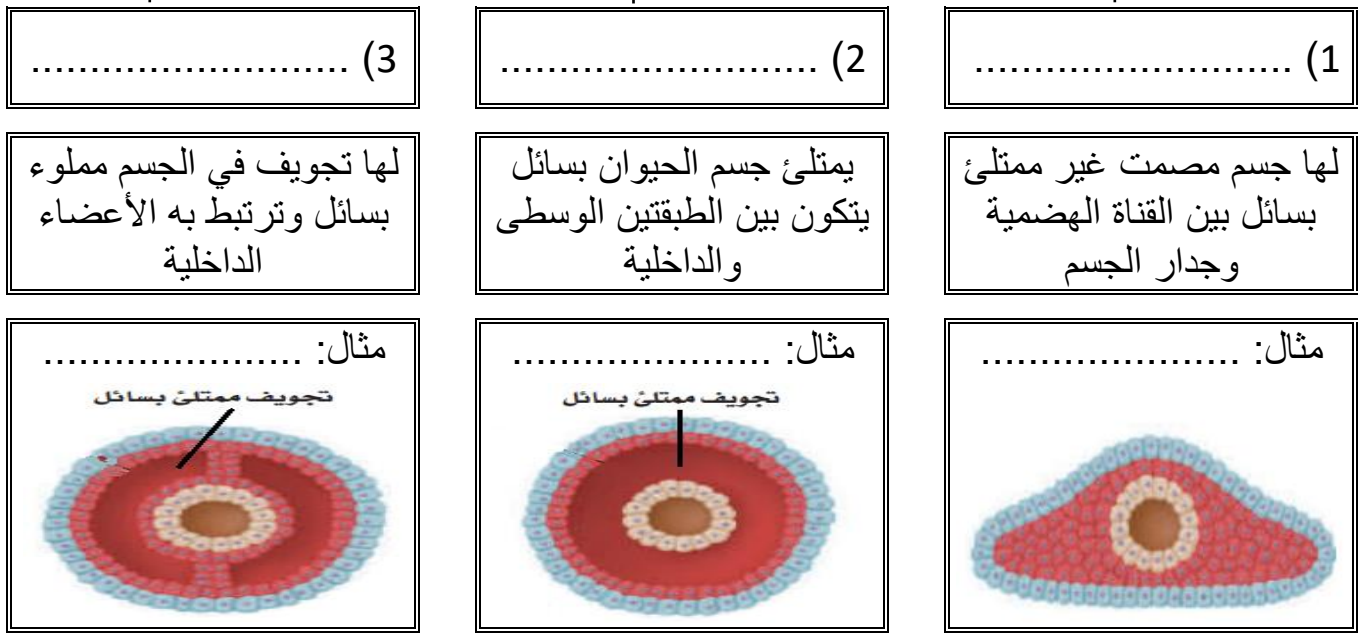 1) ...........................
2) ...........................
3) ...........................
لها جسم مصمت غير ممتلئ
بسائل بين القناة الهضمية
وجدار الجسم
يمتلئ جسم الحيوان بسائل
يتكون بين الطبقتين الوسطى
والداخلية
لها تجويف في الجسم مملوء
بسائل وترتبط به الأعضاء
الداخلية
مثال: ......................
مثال: ......................
تجويف ممتلئ بسائل
مثال: ......................
تجويف ممتلئ بسائل